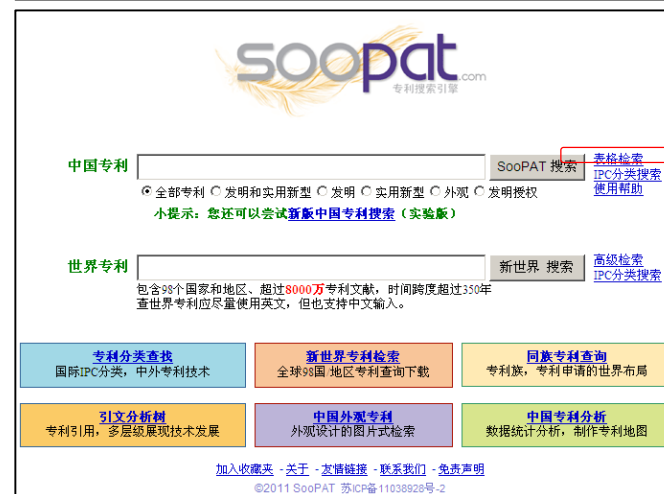 soopat.com
专利搜索引擎
中国专利 SooPAT 搜索 表格检索
IPC分类搜索
使用帮助
全部专利 发明和实用新型 发明 实用新型 外观 发明授权
小提示：您还可以尝试新版中国专利搜索（实验版）
世界专利 新世界 搜索 高级检索
IPC分类搜索
包含98个国家和地区、超过8000万专利文献，时间跨度超过350年
查世界专利应尽量使用英文，但也支持中文输入。
专利分类查找 新世界专利检索 同族专利查询
国际IPC分类，中外专利技术 全球98国/地区专利查询下载 专利族，专利申请的世界布局
引文分析树 中国外观专利 中国专利分析
专利引用，多层级展现技术发展 外观设计的图片式检索 数据统计分析，制作专利地图
加入收藏夹 - 关于 - 友情链接 - 联系我们 - 免责声明
©2011 SooPAT 苏ICP备11038928号-2